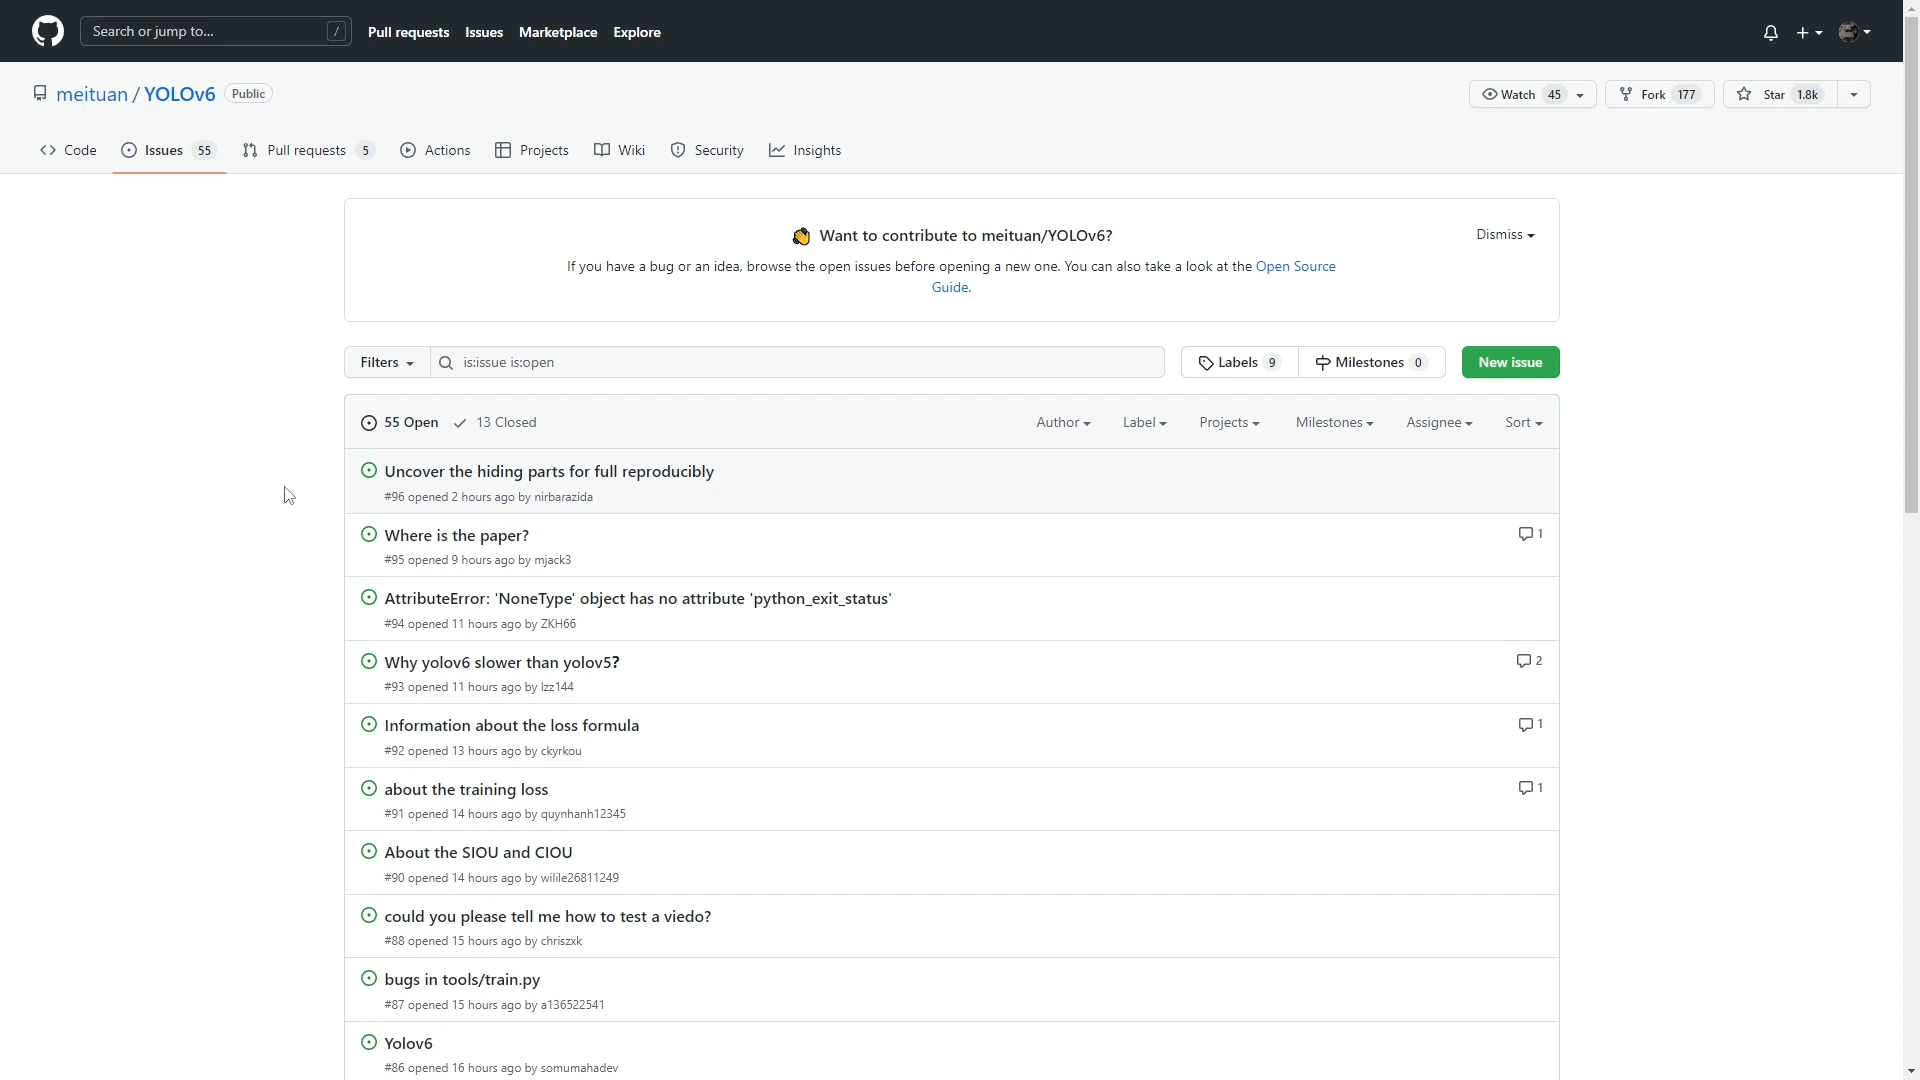 Search or jump to... / Pull requests Issues Marketplace Explore
meituan / YOLOv6 Public Watch 45 Fork 177 Star 1.8k
Code Issues 55 Pull requests 5 Actions Projects Wiki Security Insights
👋 Want to contribute to meituan/YOLOv6? Dismiss
If you have a bug or an idea, browse the open issues before opening a new one. You can also take a look at the Open Source
Guide.
Filters is:issue is:open Labels 9 Milestones 0 New issue
55 Open 13 Closed Author Label Projects Milestones Assignee Sort
Uncover the hiding parts for full reproducibly
#96 opened 2 hours ago by nirbarazida
Where is the paper? 1
#95 opened 9 hours ago by mjack3
AttributeError: 'NoneType' object has no attribute 'python_exit_status'
#94 opened 11 hours ago by ZKH66
Why yolov6 slower than yolov5? 2
#93 opened 11 hours ago by lzz144
Information about the loss formula 1
#92 opened 13 hours ago by ckyrkou
about the training loss 1
#91 opened 14 hours ago by quynhanh12345
About the SIOU and CIOU
#90 opened 14 hours ago by wilile26811249
could you please tell me how to test a viedo?
#88 opened 15 hours ago by chriszxk
bugs in tools/train.py
#87 opened 15 hours ago by a136522541
Yolov6
#86 opened 16 hours ago by somumahadev